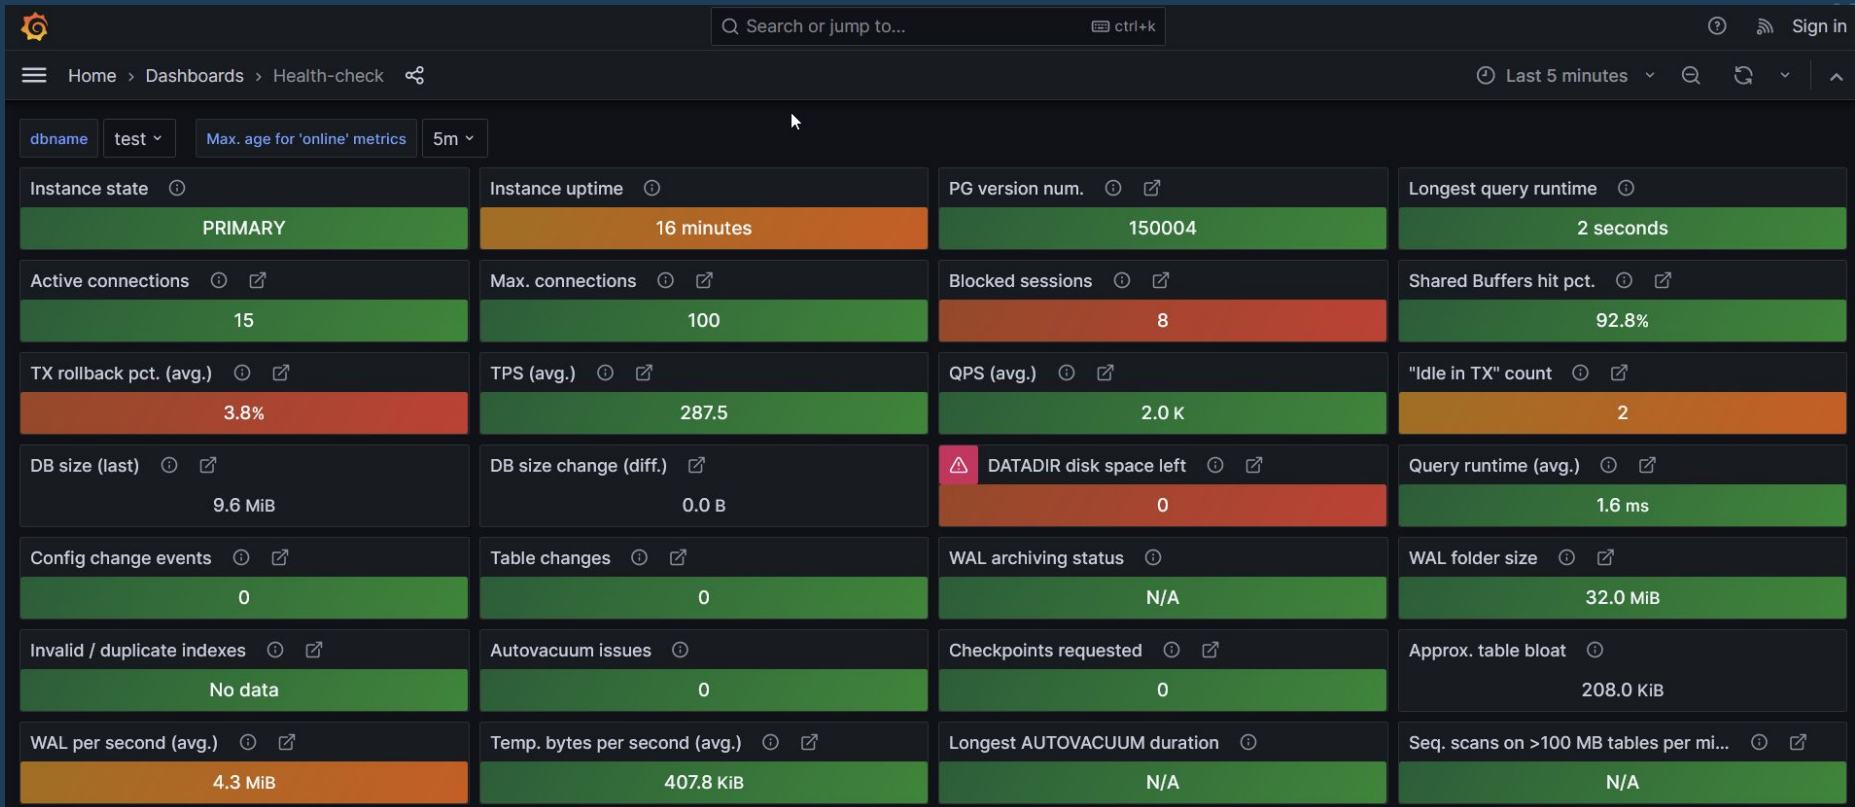 Search or jump to... ctrl+k Sign in
Home › Dashboards › Health-check Last 5 minutes
dbname test Max. age for 'online' metrics 5m
Instance state Instance uptime PG version num. Longest query runtime
PRIMARY 16 minutes 150004 2 seconds
Active connections Max. connections Blocked sessions Shared Buffers hit pct.
15 100 8 92.8%
TX rollback pct. (avg.) TPS (avg.) QPS (avg.) "Idle in TX" count
3.8% 287.5 2.0 K 2
DB size (last) DB size change (diff.) DATADIR disk space left Query runtime (avg.)
9.6 MiB 0.0 B 0 1.6 ms
Config change events Table changes WAL archiving status WAL folder size
0 0 N/A 32.0 MiB
Invalid / duplicate indexes Autovacuum issues Checkpoints requested Approx. table bloat
No data 0 0 208.0 KiB
WAL per second (avg.) Temp. bytes per second (avg.) Longest AUTOVACUUM duration Seq. scans on >100 MB tables per mi...
4.3 MiB 407.8 KiB N/A N/A